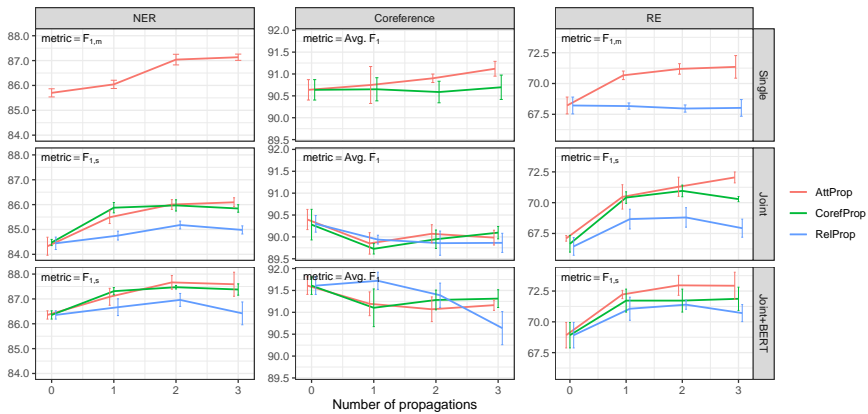 NER
Coreference
RE
metric = F1,m
metric = Avg. F1
metric = F1,m
88.0
87.0
86.0
85.0
84.0
92.0
91.5
91.0
90.5
90.0
89.5
72.5
70.0
67.5
Single
metric = F1,s
metric = Avg. F1
metric = F1,s
88.0
87.0
86.0
85.0
84.0
92.0
91.5
91.0
90.5
90.0
89.5
72.5
70.0
67.5
Joint
AttProp
CorefProp
RelProp
metric = F1,s
metric = Avg. F1
metric = F1,s
88.0
87.0
86.0
85.0
84.0
83.0
92.0
91.5
91.0
90.5
90.0
89.5
72.5
70.0
67.5
Joint+BERT
0 1 2 3
0 1 2 3
0 1 2 3
Number of propagations